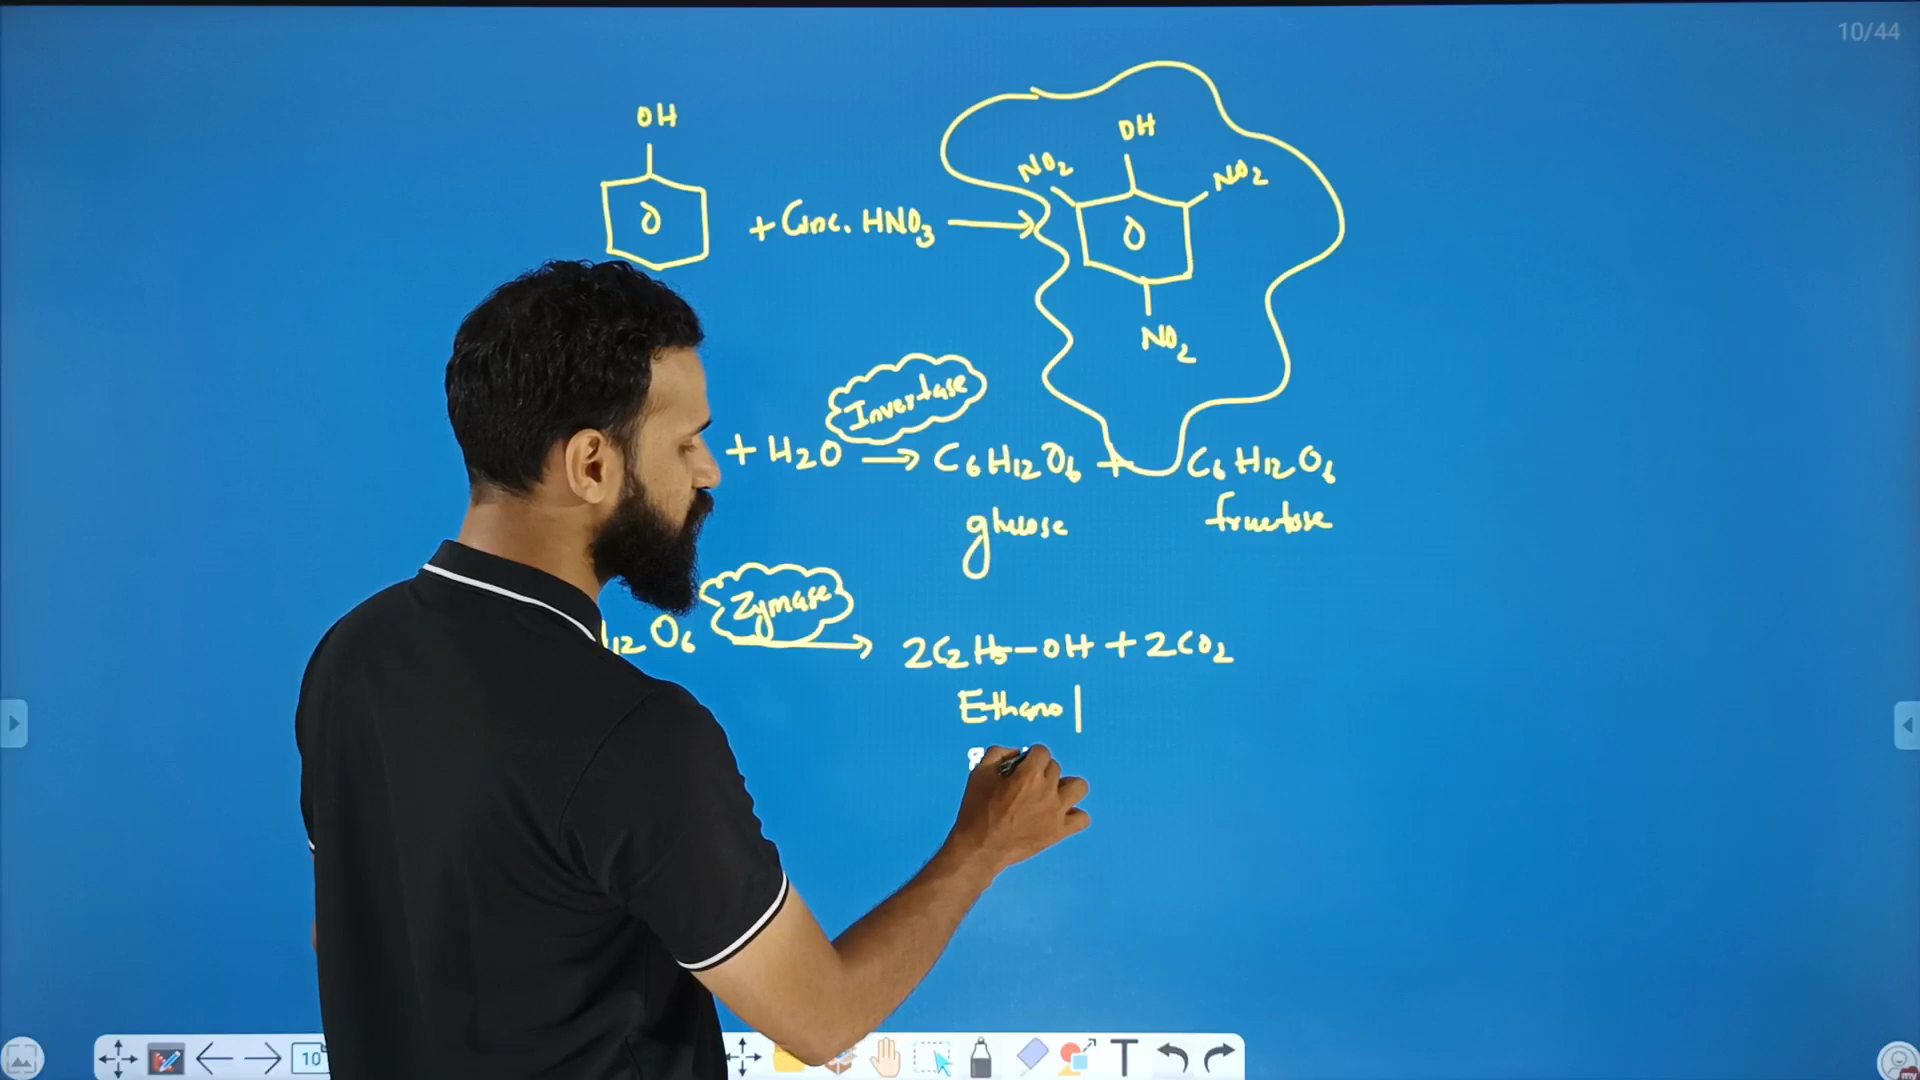 10/44
OH
+ Conc. HNO3 →
OH
NO2
NO2
NO2
Invertase
+ H2O → C6H12O6 + C6H12O6
glucose
fructose
Zymase
12O6 → 2C2H5-OH + 2CO2
Ethanol
10
T